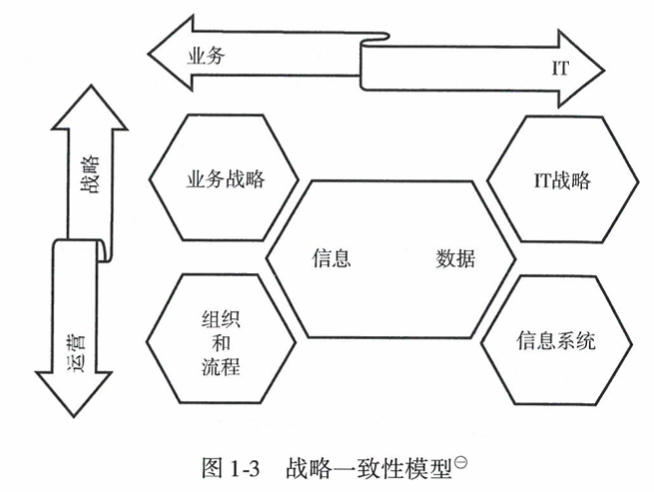 业务
IT
战略
业务战略
IT战略
信息
数据
运营
组织
和
流程
信息系统
图 1-3 战略一致性模型㊀